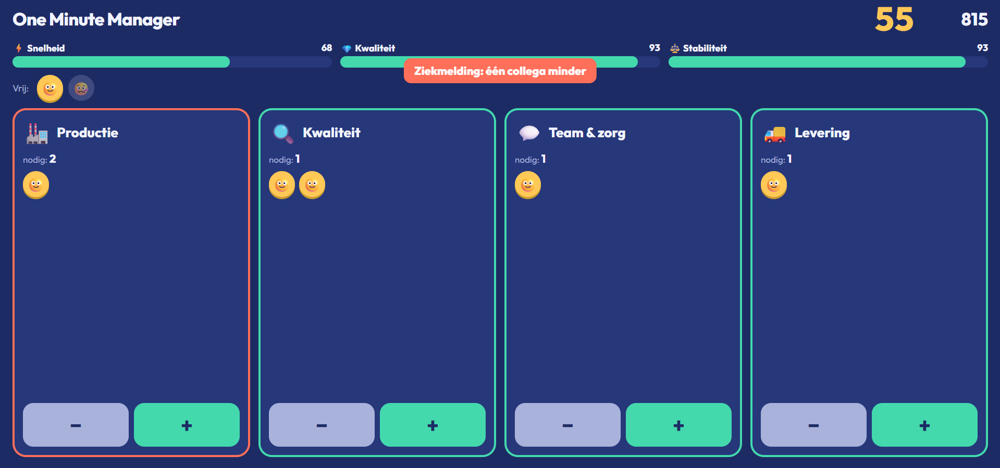 One Minute Manager
55
815
Snelheid 68
Kwaliteit 93
Stabiliteit 93
Ziekmelding: één collega minder
Vrij:
Productie
nodig: 2
− +
Kwaliteit
nodig: 1
− +
Team & zorg
nodig: 1
− +
Levering
nodig: 1
− +